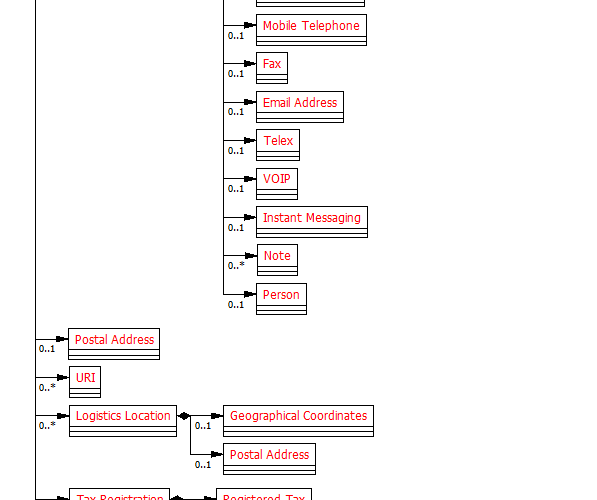 Mobile Telephone
0..1
Fax
0..1
Email Address
0..1
Telex
0..1
VOIP
0..1
Instant Messaging
0..1
Note
0..*
Person
0..1
Postal Address
0..1
URI
0..*
Logistics Location
Geographical Coordinates
0..*
0..1
Postal Address
0..1
Tax Registration
Registered Tax